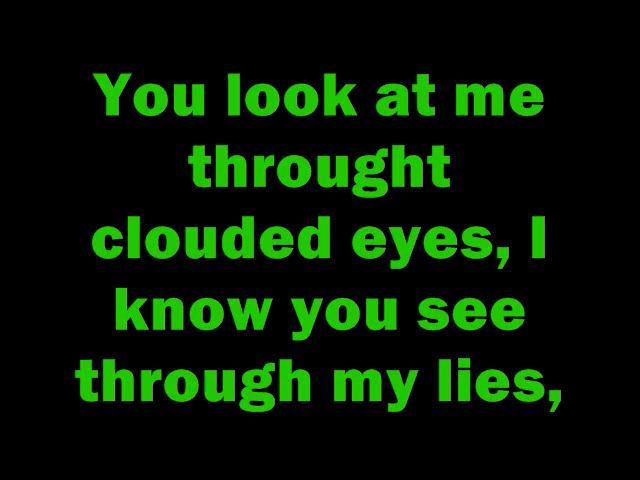 You look at me
throught
clouded eyes, I
know you see
through my lies,